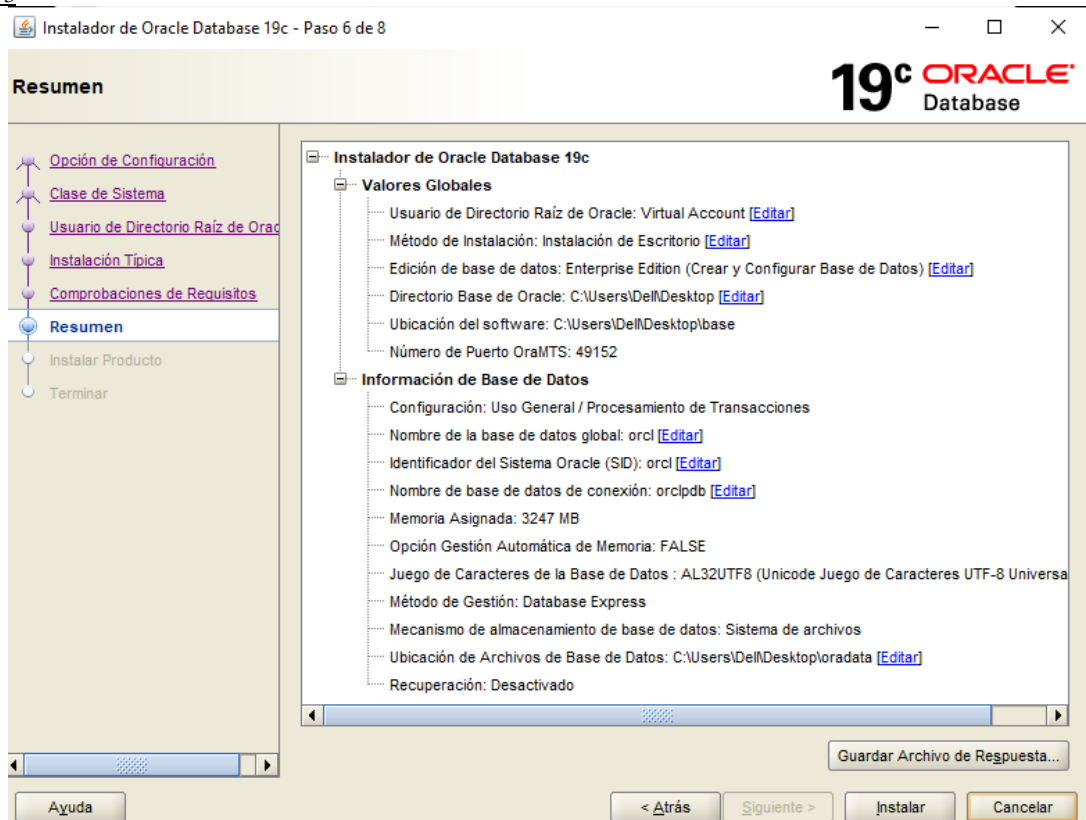 Instalador de Oracle Database 19c - Paso 6 de 8
Resumen
19c ORACLE
Database
Opción de Configuración
Clase de Sistema
Usuario de Directorio Raíz de Orac
Instalación Típica
Comprobaciones de Requisitos
Resumen
Instalar Producto
Terminar
Instalador de Oracle Database 19c
Valores Globales
Usuario de Directorio Raíz de Oracle: Virtual Account [Editar]
Método de Instalación: Instalación de Escritorio [Editar]
Edición de base de datos: Enterprise Edition (Crear y Configurar Base de Datos) [Editar]
Directorio Base de Oracle: C:\Users\Dell\Desktop [Editar]
Ubicación del software: C:\Users\Dell\Desktop\base
Número de Puerto OraMTS: 49152
Información de Base de Datos
Configuración: Uso General / Procesamiento de Transacciones
Nombre de la base de datos global: orcl [Editar]
Identificador del Sistema Oracle (SID): orcl [Editar]
Nombre de base de datos de conexión: orclpdb [Editar]
Memoria Asignada: 3247 MB
Opción Gestión Automática de Memoria: FALSE
Juego de Caracteres de la Base de Datos : AL32UTF8 (Unicode Juego de Caracteres UTF-8 Universa
Método de Gestión: Database Express
Mecanismo de almacenamiento de base de datos: Sistema de archivos
Ubicación de Archivos de Base de Datos: C:\Users\Dell\Desktop\oradata [Editar]
Recuperación: Desactivado
Guardar Archivo de Respuesta...
Ayuda
< Atrás
Siguiente >
Instalar
Cancelar